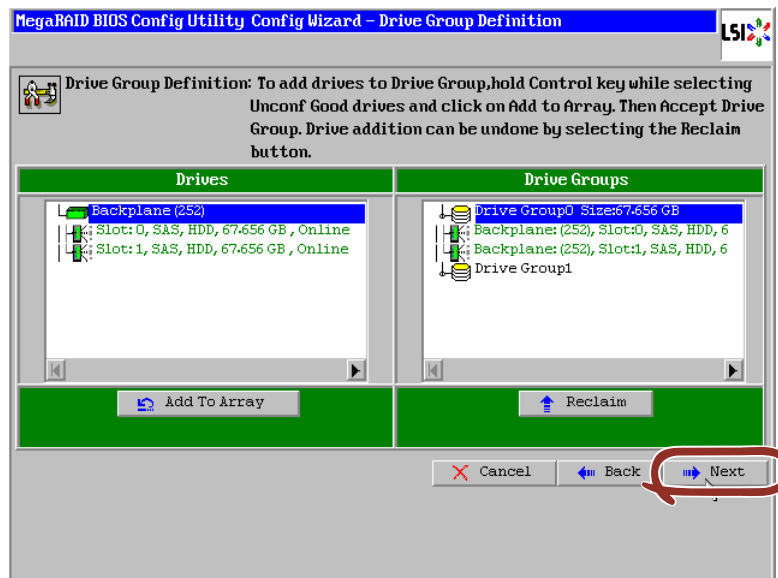 MegaRAID BIOS Config Utility Config Wizard - Drive Group Definition
LSI
Drive Group Definition: To add drives to Drive Group,hold Control key while selecting
Unconf Good drives and click on Add to Array. Then Accept Drive
Group. Drive addition can be undone by selecting the Reclaim
button.
Drives
Backplane (252)
Slot: 0, SAS, HDD, 67.656 GB , Online
Slot: 1, SAS, HDD, 67.656 GB , Online
Add To Array
Drive Groups
Drive Group0 Size:67.656 GB
Backplane: (252), Slot:0, SAS, HDD, 6
Backplane: (252), Slot:1, SAS, HDD, 6
Drive Group1
Reclaim
Cancel
Back
Next